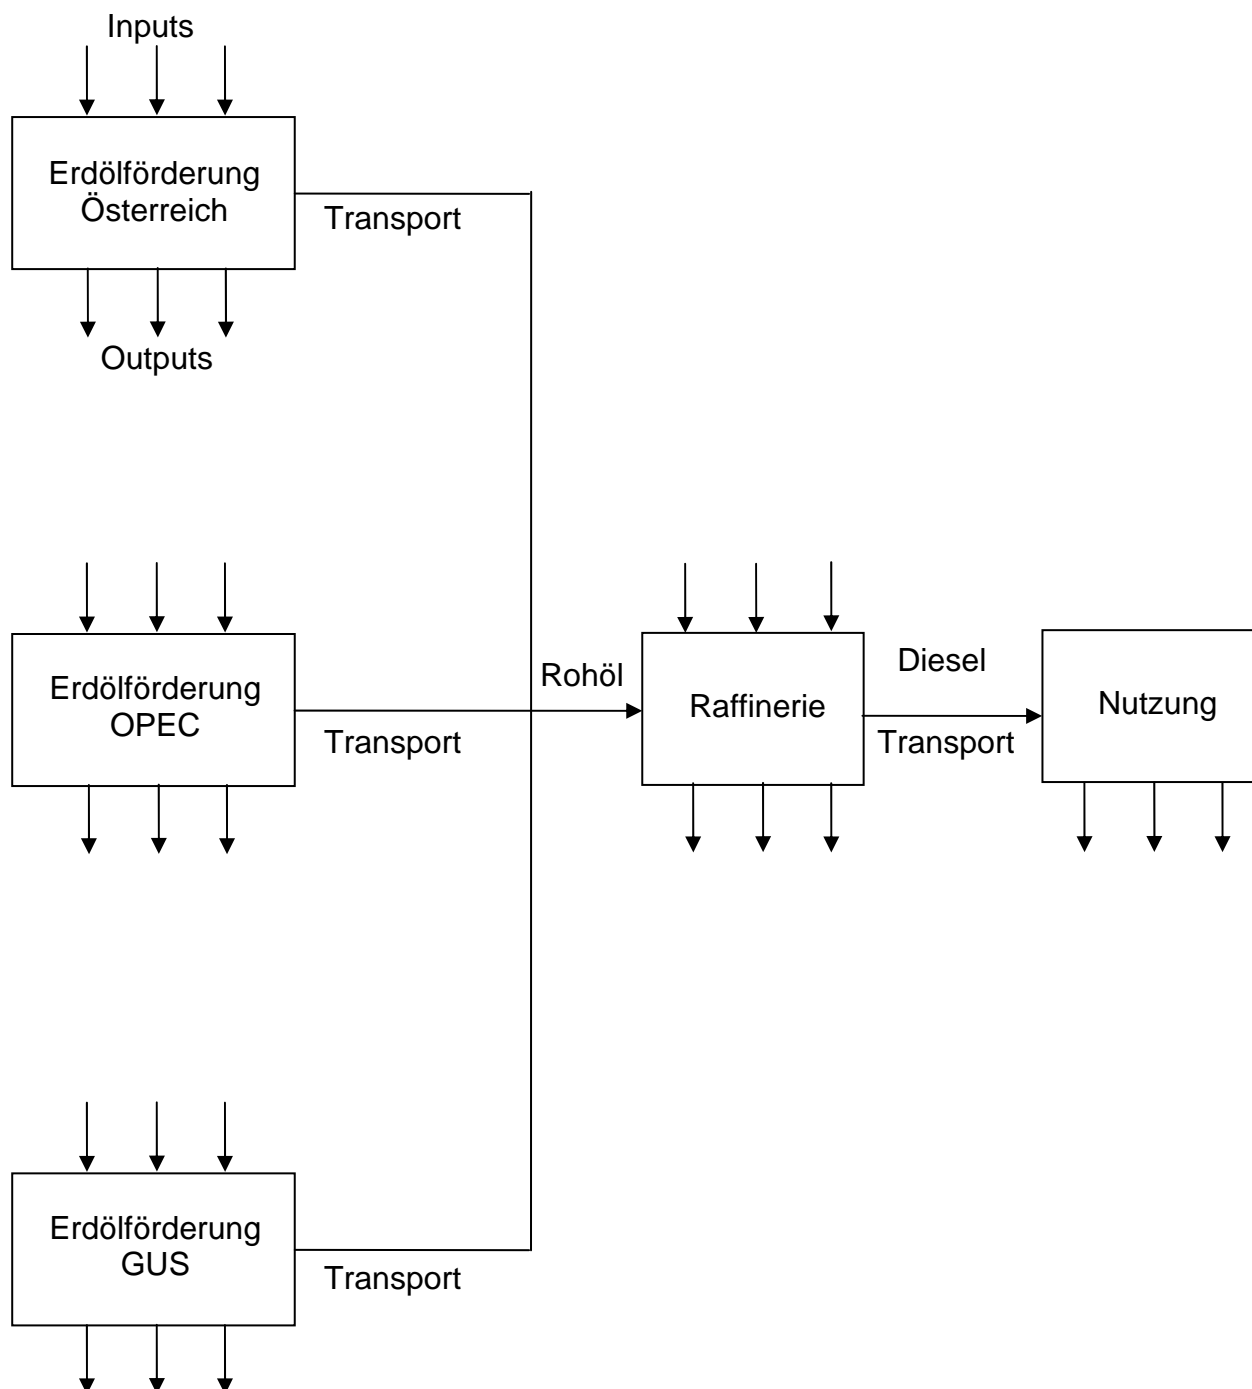 Inputs
Erdölförderung
Österreich
Transport
Outputs
Erdölförderung
OPEC
Transport
Rohöl
Raffinerie
Diesel
Transport
Nutzung
Erdölförderung
GUS
Transport